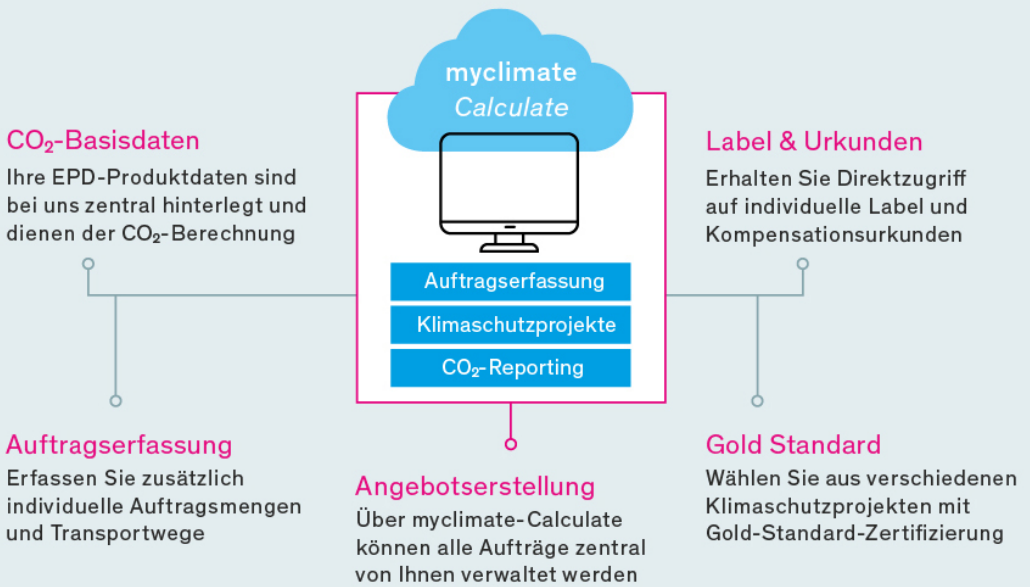 myclimate
Calculate
CO₂-Basisdaten
Ihre EPD-Produktdaten sind
bei uns zentral hinterlegt und
dienen der CO₂-Berechnung
Label & Urkunden
Erhalten Sie Direktzugriff
auf individuelle Label und
Kompensationsurkunden
Auftragserfassung
Klimaschutzprojekte
CO₂-Reporting
Auftragserfassung
Erfassen Sie zusätzlich
individuelle Auftragsmengen
und Transportwege
Angebotserstellung
Über myclimate-Calculate
können alle Aufträge zentral
von Ihnen verwaltet werden
Gold Standard
Wählen Sie aus verschiedenen
Klimaschutzprojekten mit
Gold-Standard-Zertifizierung